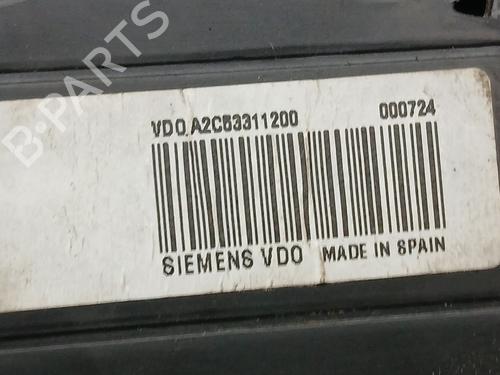 B-PARTS
VDO A2C53311200 000724
SIEMENS VDO MADE IN SPAIN